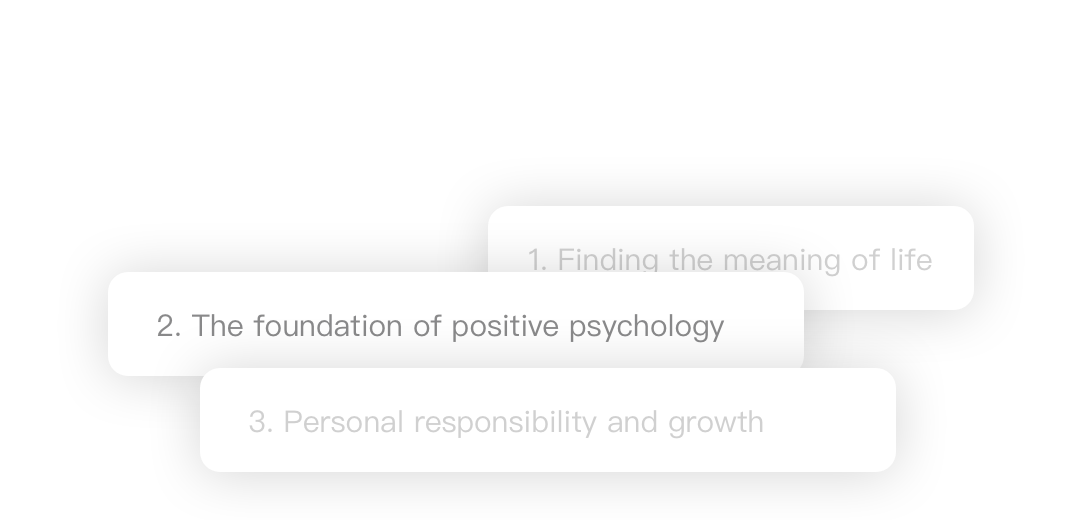 1. Finding the meaning of life
2. The foundation of positive psychology
3. Personal responsibility and growth